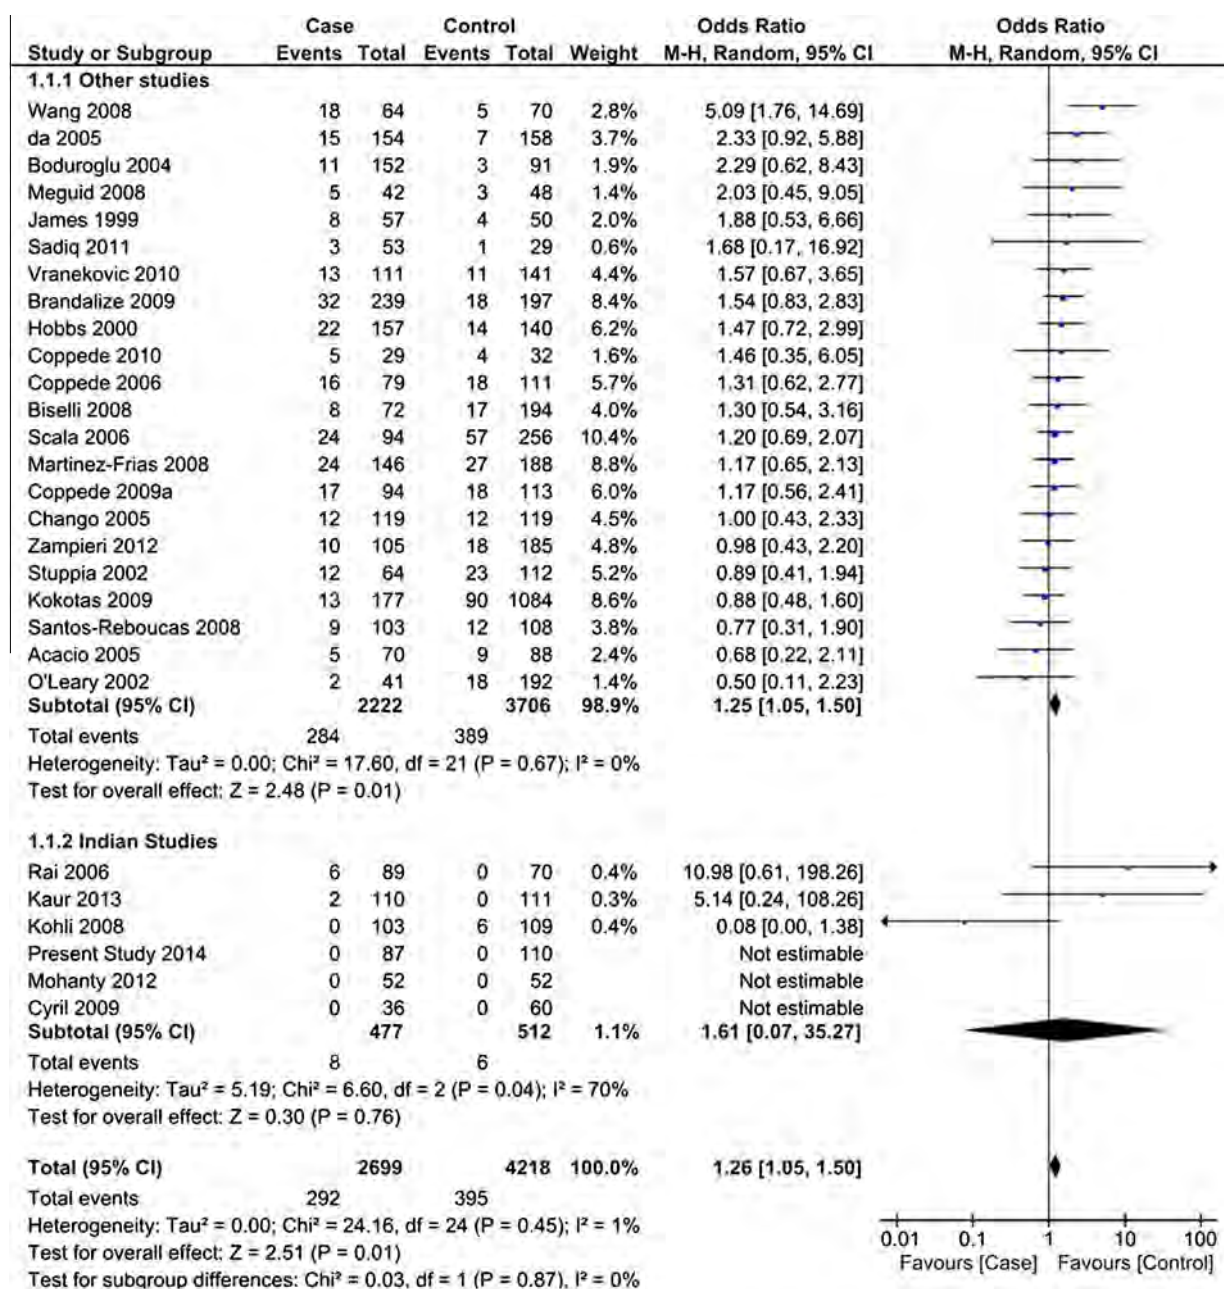 Case Control Odds Ratio Odds Ratio
Study or Subgroup Events Total Events Total Weight M-H, Random, 95% CI M-H, Random, 95% CI
1.1.1 Other studies
Wang 2008 18 64 5 70 2.8% 5.09 [1.76, 14.69]
da 2005 15 154 7 158 3.7% 2.33 [0.92, 5.88]
Boduroglu 2004 11 152 3 91 1.9% 2.29 [0.62, 8.43]
Meguid 2008 5 42 3 48 1.4% 2.03 [0.45, 9.05]
James 1999 8 57 4 50 2.0% 1.88 [0.53, 6.66]
Sadiq 2011 3 53 1 29 0.6% 1.68 [0.17, 16.92]
Vranekovic 2010 13 111 11 141 4.4% 1.57 [0.67, 3.65]
Brandalize 2009 32 239 18 197 8.4% 1.54 [0.83, 2.83]
Hobbs 2000 22 157 14 140 6.2% 1.47 [0.72, 2.99]
Coppede 2010 5 29 4 32 1.6% 1.46 [0.35, 6.05]
Coppede 2006 16 79 18 111 5.7% 1.31 [0.62, 2.77]
Biselli 2008 8 72 17 194 4.0% 1.30 [0.54, 3.16]
Scala 2006 24 94 57 256 10.4% 1.20 [0.69, 2.07]
Martinez-Frias 2008 24 146 27 188 8.8% 1.17 [0.65, 2.13]
Coppede 2009a 17 94 18 113 6.0% 1.17 [0.56, 2.41]
Chango 2005 12 119 12 119 4.5% 1.00 [0.43, 2.33]
Zampieri 2012 10 105 18 185 4.8% 0.98 [0.43, 2.20]
Stuppia 2002 12 64 23 112 5.2% 0.89 [0.41, 1.94]
Kokotas 2009 13 177 90 1084 8.6% 0.88 [0.48, 1.60]
Santos-Reboucas 2008 9 103 12 108 3.8% 0.77 [0.31, 1.90]
Acacio 2005 5 70 9 88 2.4% 0.68 [0.22, 2.11]
O'Leary 2002 2 41 18 192 1.4% 0.50 [0.11, 2.23]
Subtotal (95% CI) 2222 3706 98.9% 1.25 [1.05, 1.50]
Total events 284 389
Heterogeneity: Tau² = 0.00; Chi² = 17.60, df = 21 (P = 0.67); I² = 0%
Test for overall effect: Z = 2.48 (P = 0.01)
1.1.2 Indian Studies
Rai 2006 6 89 0 70 0.4% 10.98 [0.61, 198.26]
Kaur 2013 2 110 0 111 0.3% 5.14 [0.24, 108.26]
Kohli 2008 0 103 6 109 0.4% 0.08 [0.00, 1.38]
Present Study 2014 0 87 0 110 Not estimable
Mohanty 2012 0 52 0 52 Not estimable
Cyril 2009 0 36 0 60 Not estimable
Subtotal (95% CI) 477 512 1.1% 1.61 [0.07, 35.27]
Total events 8 6
Heterogeneity: Tau² = 5.19; Chi² = 6.60, df = 2 (P = 0.04); I² = 70%
Test for overall effect: Z = 0.30 (P = 0.76)
Total (95% CI) 2699 4218 100.0% 1.26 [1.05, 1.50]
Total events 292 395
Heterogeneity: Tau² = 0.00; Chi² = 24.16, df = 24 (P = 0.45); I² = 1%
Test for overall effect: Z = 2.51 (P = 0.01)
Test for subgroup differences: Chi² = 0.03, df = 1 (P = 0.87), I² = 0%
0.01 0.1 1 10 100
Favours [Case] Favours [Control]